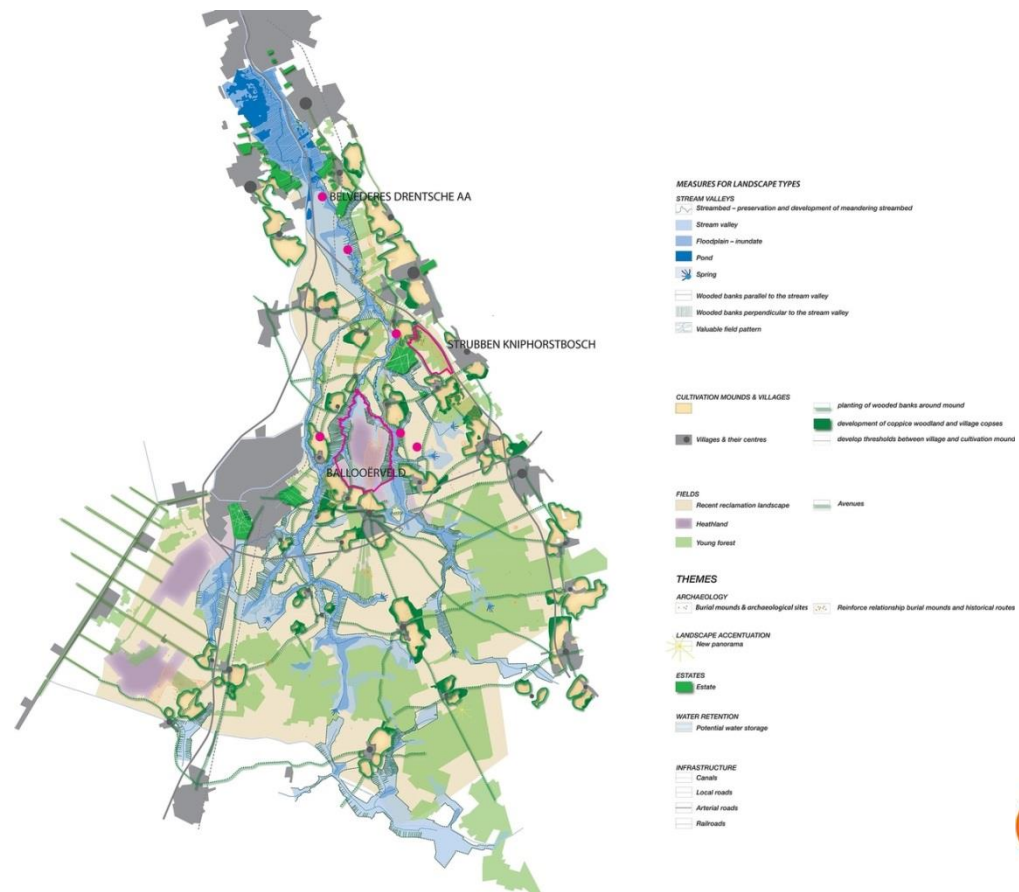 BELVEDERES DRENTSCHE AA
STRUBBEN KNIPHORSTBOSCH
BALLOOËRVELD
MEASURES FOR LANDSCAPE TYPES
STREAM VALLEYS
Streambed – preservation and development of meandering streambed
Stream valley
Floodplain – inundate
Pond
Spring
Wooded banks parallel to the stream valley
Wooded banks perpendicular to the stream valley
Valuable field pattern
CULTIVATION MOUNDS & VILLAGES
planting of wooded banks around mound
development of coppice woodland and village copses
Villages & their centres
develop thresholds between village and cultivation mound
FIELDS
Recent reclamation landscape
Avenues
Heathland
Young forest
THEMES
ARCHAEOLOGY
Burial mounds & archaeological sites
Reinforce relationship burial mounds and historical routes
LANDSCAPE ACCENTUATION
New panorama
ESTATES
Estate
WATER RETENTION
Potential water storage
INFRASTRUCTURE
Canals
Local roads
Arterial roads
Railroads